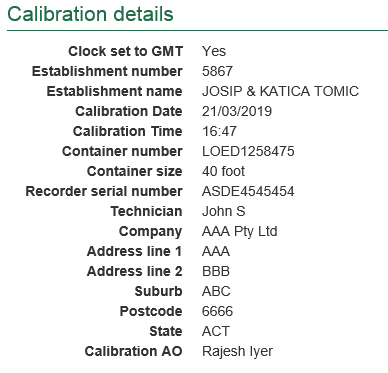 Calibration details
Clock set to GMT Yes
Establishment number 5867
Establishment name JOSIP & KATICA TOMIC
Calibration Date 21/03/2019
Calibration Time 16:47
Container number LOED1258475
Container size 40 foot
Recorder serial number ASDE4545454
Technician John S
Company AAA Pty Ltd
Address line 1 AAA
Address line 2 BBB
Suburb ABC
Postcode 6666
State ACT
Calibration AO Rajesh Iyer